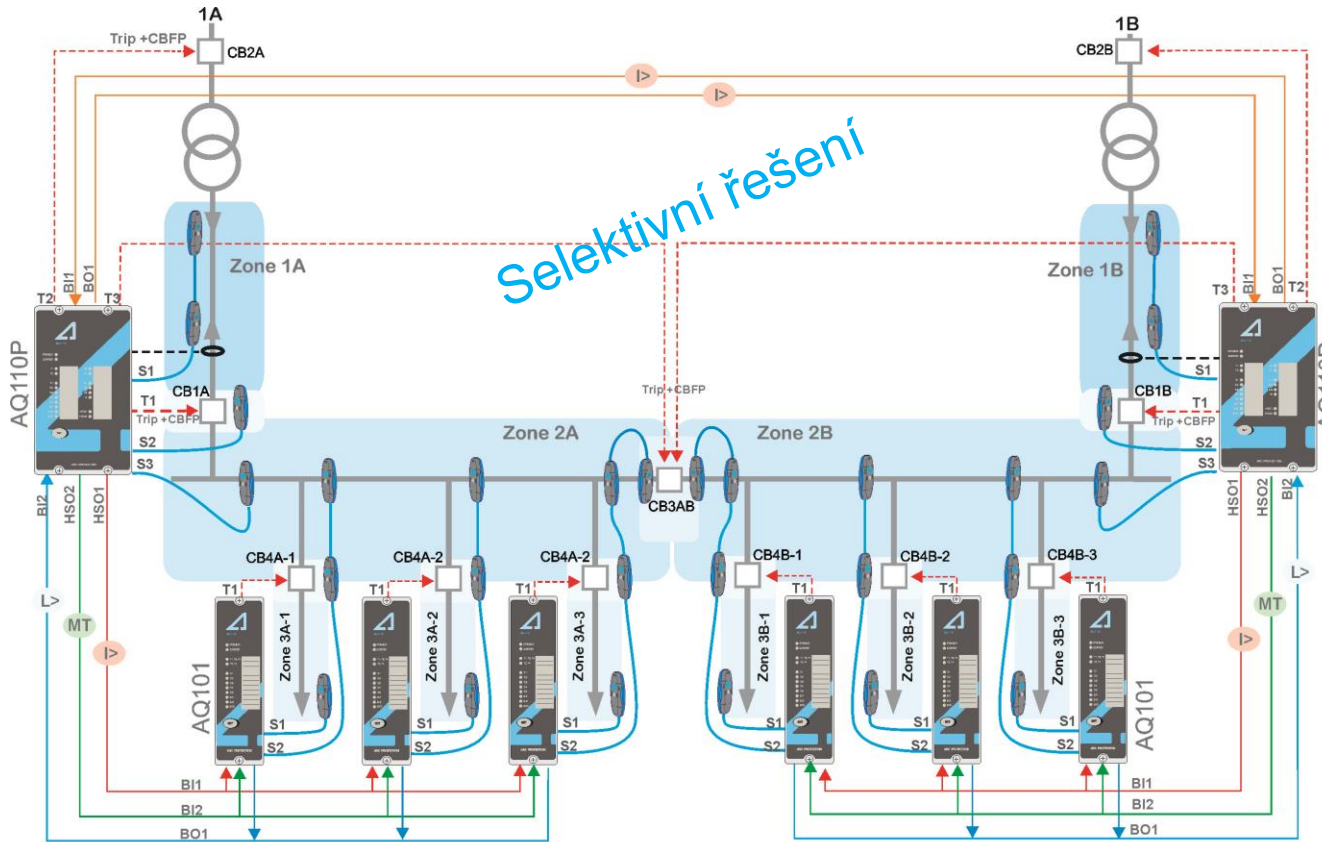 1A
1B
Trip +CBFP
CB2A
CB2B
I>
I>
Selektivní řešení
Zone 1A
Zone 1B
T2
BI1
BO1
T3
T3
BI1
BO1
T2
AQ110P
S1
S1
CB1A
CB1B
T1
T1
Trip +CBFP
Trip +CBFP
Trip +CBFP
S2
S2
Zone 2A
Zone 2B
S3
S3
CB3AB
BI2
HSO2
HSO1
HSO1
HSO2
BI2
CB4A-1
CB4A-2
CB4A-2
CB4B-1
CB4B-2
CB4B-3
T1
T1
T1
T1
T1
T1
L>
MT
I>
L>
MT
I>
Zone 3A-1
Zone 3A-2
Zone 3A-3
Zone 3B-1
Zone 3B-2
Zone 3B-3
AQ101
AQ101
S1
S1
S1
S1
S1
S1
S2
S2
S2
S2
S2
S2
BI1
BI1
BI2
BI2
BO1
BO1